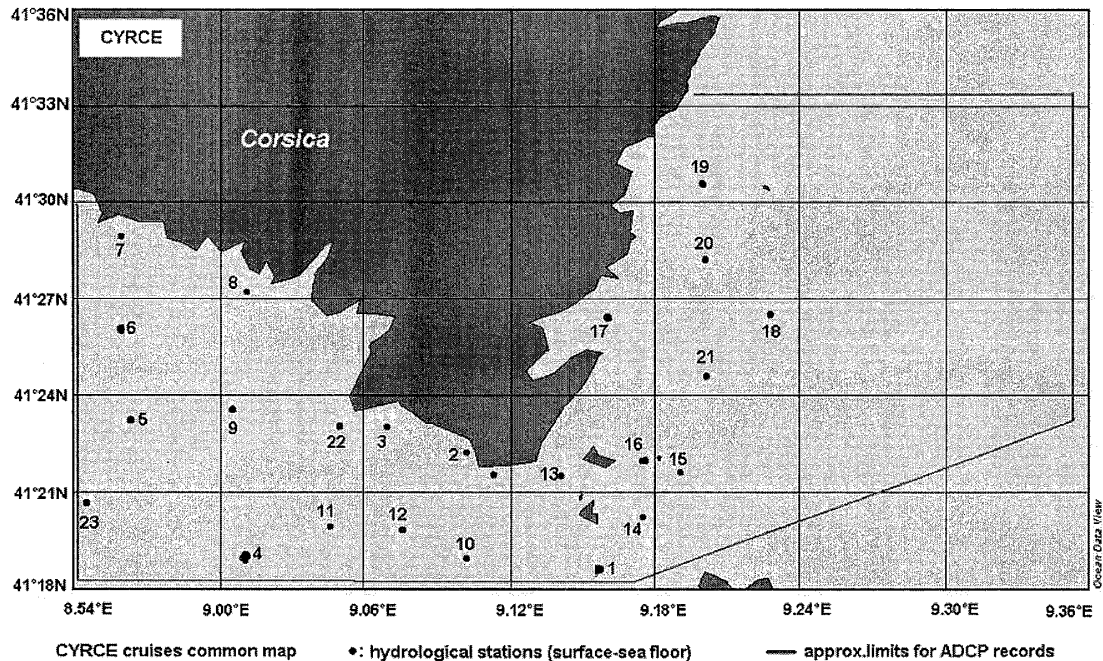 41°36N
CYRCE
41°33N
Corsica
19
41°30N
7
20
8
41°27N
6
17
18
21
41°24N
5
9
22
3
2
16
15
13
41°21N
23
11
12
14
10
4
1
41°18N
8.54°E 9.00°E 9.06°E 9.12°E 9.18°E 9.24°E 9.30°E 9.36°E
Ocean Data View
CYRCE cruises common map •: hydrological stations (surface-sea floor) — approx.limits for ADCP records